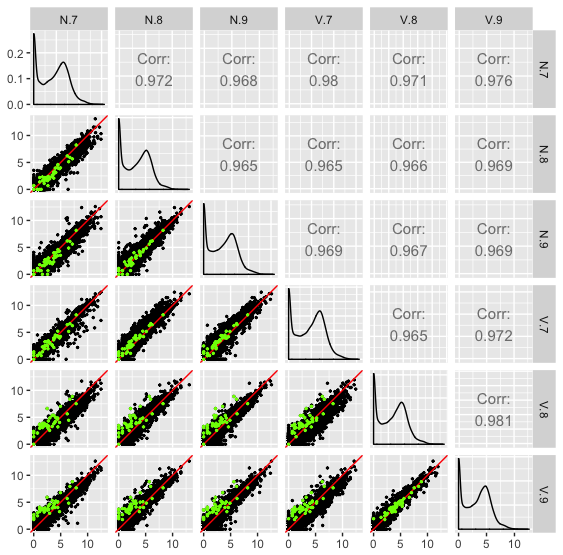 N.7 N.8 N.9 V.7 V.8 V.9
0.2
0.1
0.0
Corr:
0.972
Corr:
0.968
Corr:
0.98
Corr:
0.971
Corr:
0.976
N.7
10
5
0
Corr:
0.965
Corr:
0.965
Corr:
0.966
Corr:
0.969
N.8
10
5
0
Corr:
0.969
Corr:
0.967
Corr:
0.969
N.9
10
5
0
Corr:
0.965
Corr:
0.972
V.7
10
5
0
Corr:
0.981
V.8
10
5
0
V.9
0 5 10 0 5 10 0 5 10 0 5 10 0 5 10 0 5 10